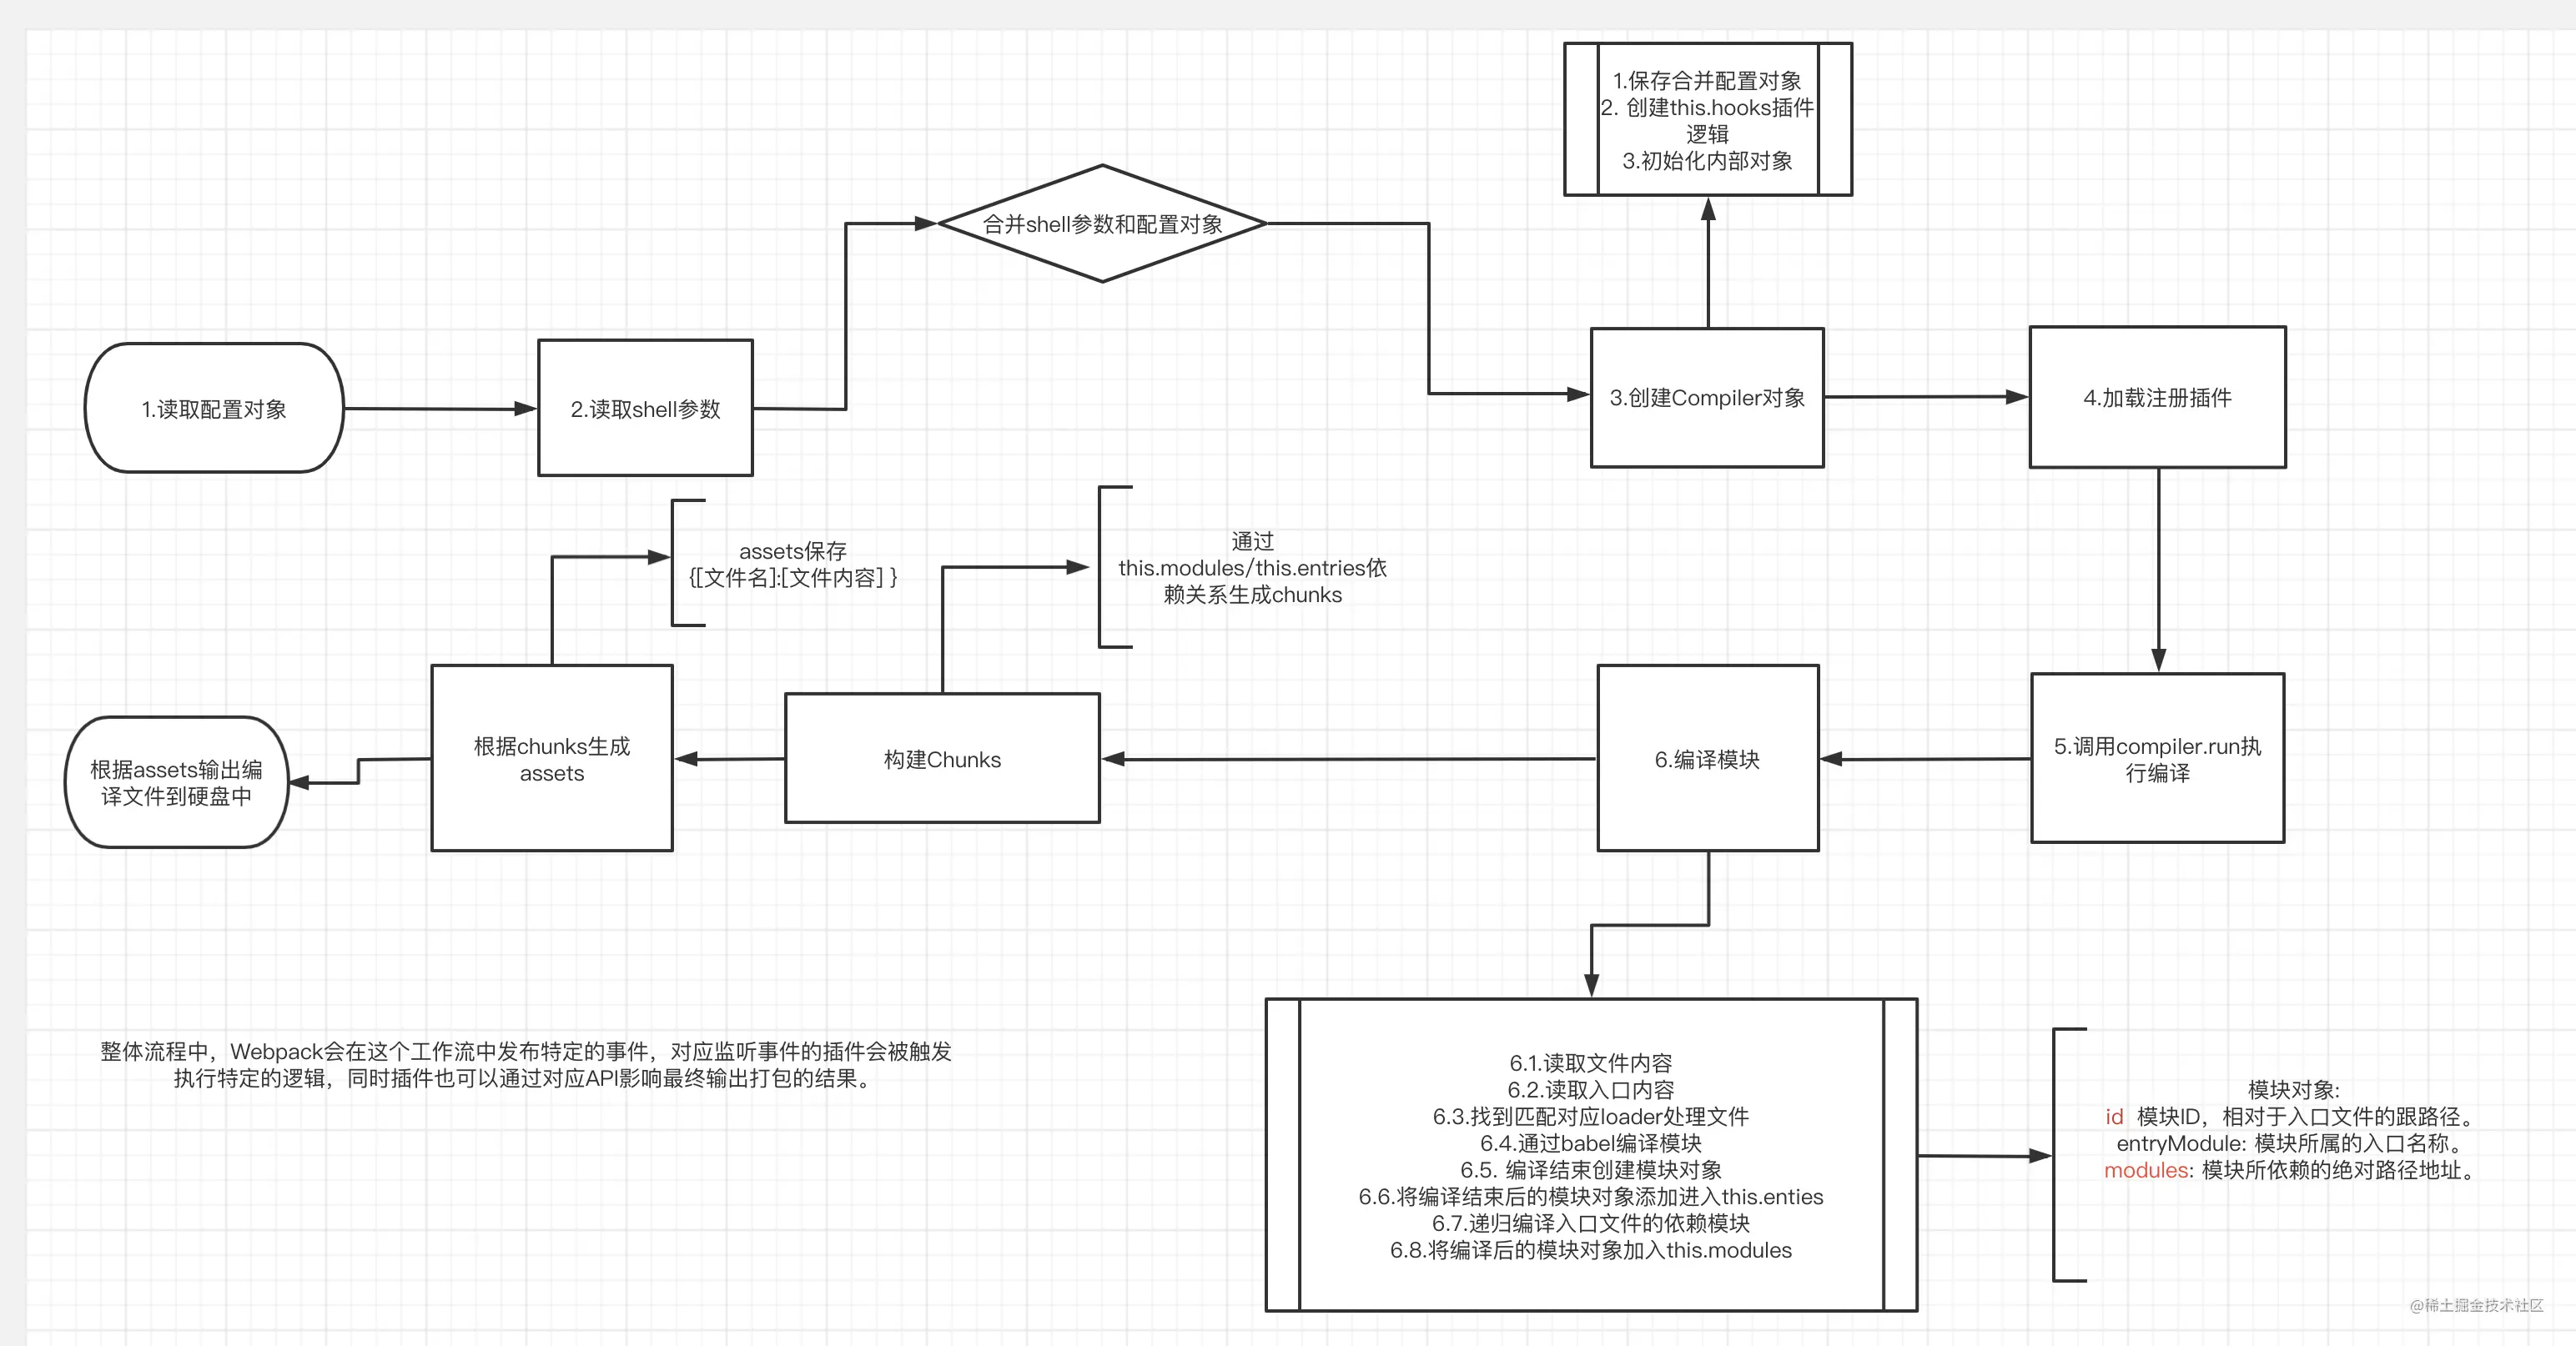 1.保存合并配置对象
2. 创建this.hooks插件
逻辑
3.初始化内部对象
合并shell参数和配置对象
1.读取配置对象
2.读取shell参数
3.创建Compiler对象
4.加载注册插件
assets保存
{[文件名]:[文件内容] }
通过
this.modules/this.entries依
赖关系生成chunks
根据assets输出编
译文件到硬盘中
根据chunks生成
assets
构建Chunks
6.编译模块
5.调用compiler.run执
行编译
整体流程中，Webpack会在这个工作流中发布特定的事件，对应监听事件的插件会被触发
执行特定的逻辑，同时插件也可以通过对应API影响最终输出打包的结果。
6.1.读取文件内容
6.2.读取入口内容
6.3.找到匹配对应loader处理文件
6.4.通过babel编译模块
6.5. 编译结束创建模块对象
6.6.将编译结束后的模块对象添加进入this.enties
6.7.递归编译入口文件的依赖模块
6.8.将编译后的模块对象加入this.modules
模块对象:
id 模块ID，相对于入口文件的跟路径。
entryModule: 模块所属的入口名称。
modules: 模块所依赖的绝对路径地址。
@稀土掘金技术社区